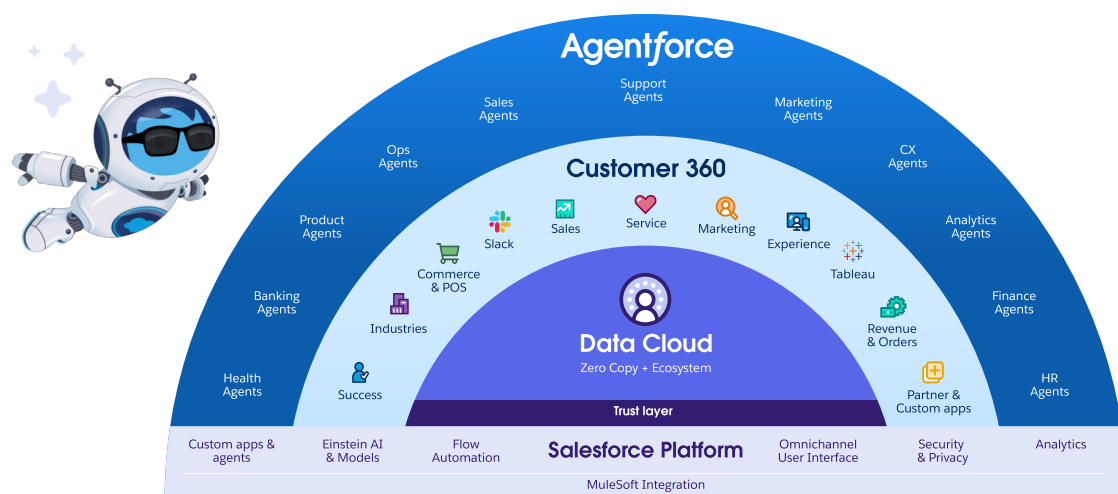 Agentforce
Support
Agents
Sales
Agents
Marketing
Agents
Ops
Agents
CX
Agents
Product
Agents
Analytics
Agents
Banking
Agents
Finance
Agents
Health
Agents
HR
Agents
Customer 360
Service
Sales
Marketing
Slack
Experience
Commerce
& POS
Tableau
Industries
Revenue
& Orders
Success
Partner &
Custom apps
Data Cloud
Zero Copy + Ecosystem
Trust layer
Custom apps &
agents
Einstein AI
& Models
Flow
Automation
Salesforce Platform
Omnichannel
User Interface
Security
& Privacy
Analytics
MuleSoft Integration